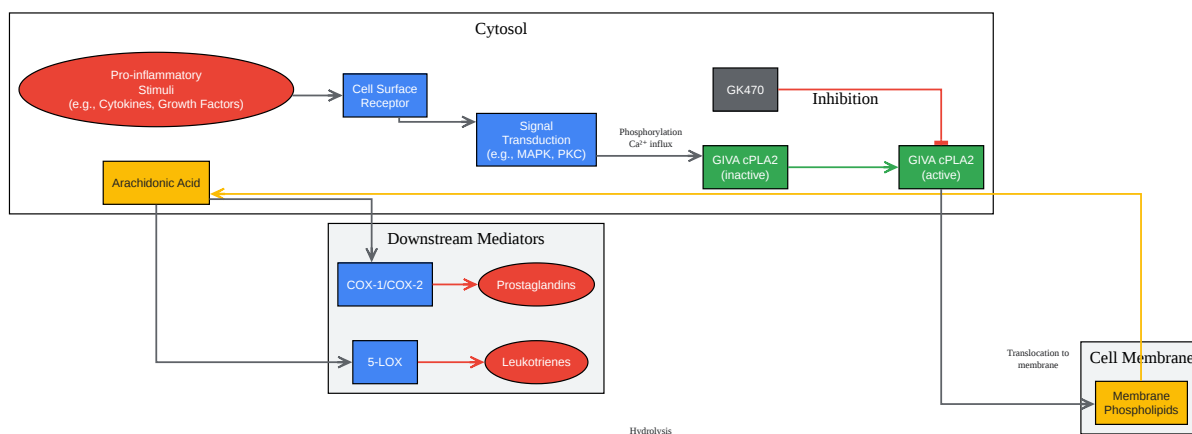 Cytosol
Pro-inflammatory
Stimuli
(e.g., Cytokines, Growth Factors)
Cell Surface
Receptor
Signal
Transduction
(e.g., MAPK, PKC)
Phosphorylation
Ca²⁺ influx
GK470
Inhibition
GIVA cPLA2
(inactive)
GIVA cPLA2
(active)
Arachidonic Acid
Downstream Mediators
COX-1/COX-2
Prostaglandins
5-LOX
Leukotrienes
Translocation to
membrane
Cell Membrane
Membrane
Phospholipids
Hydrolysis